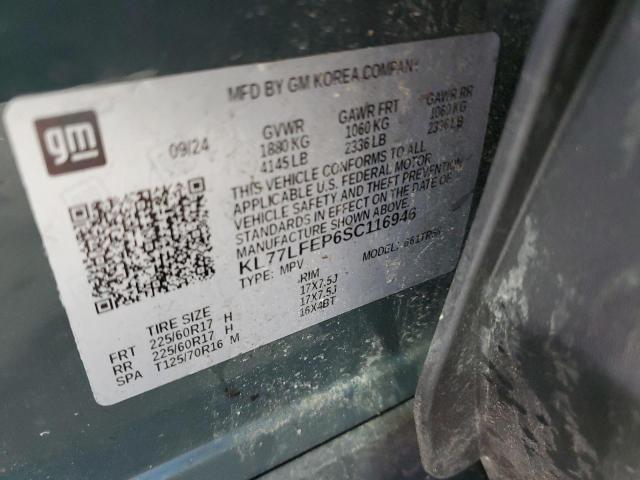 MFD BY GM KOREA COMPANY
gm
09/24
GVWR GAWR FRT GAWR RR
1880 KG 1060 KG 1060 KG
4145 LB 2336 LB 2336 LB
THIS VEHICLE CONFORMS TO ALL
APPLICABLE U.S. FEDERAL MOTOR
VEHICLE SAFETY AND THEFT PREVENTION
STANDARDS IN EFFECT ON THE DATE OF
MANUFACTURE
KL77LFEP6SC116946
TYPE: MPV MODEL:
TIRE SIZE RIM
FRT 225/60R17 H 17X7.5J
RR 225/60R17 H 17X7.5J
SPA T125/70R16 M 16X4BT